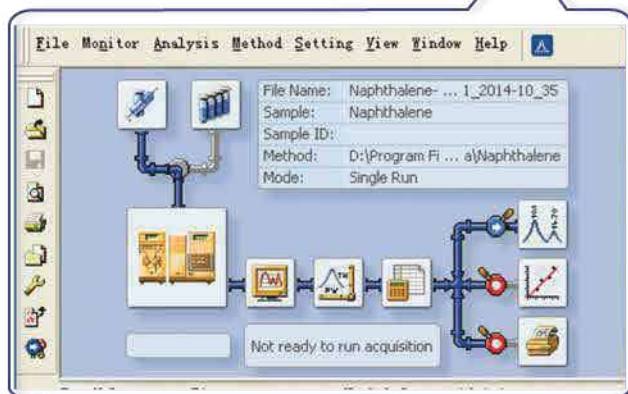 File Monitor Analysis Method Setting View Window Help
File Name: Naphthalene- ... 1_2014-10_35
Sample: Naphthalene
Sample ID:
Method: D:\Program Fi ... a\Naphthalene
Mode: Single Run
Not ready to run acquisition